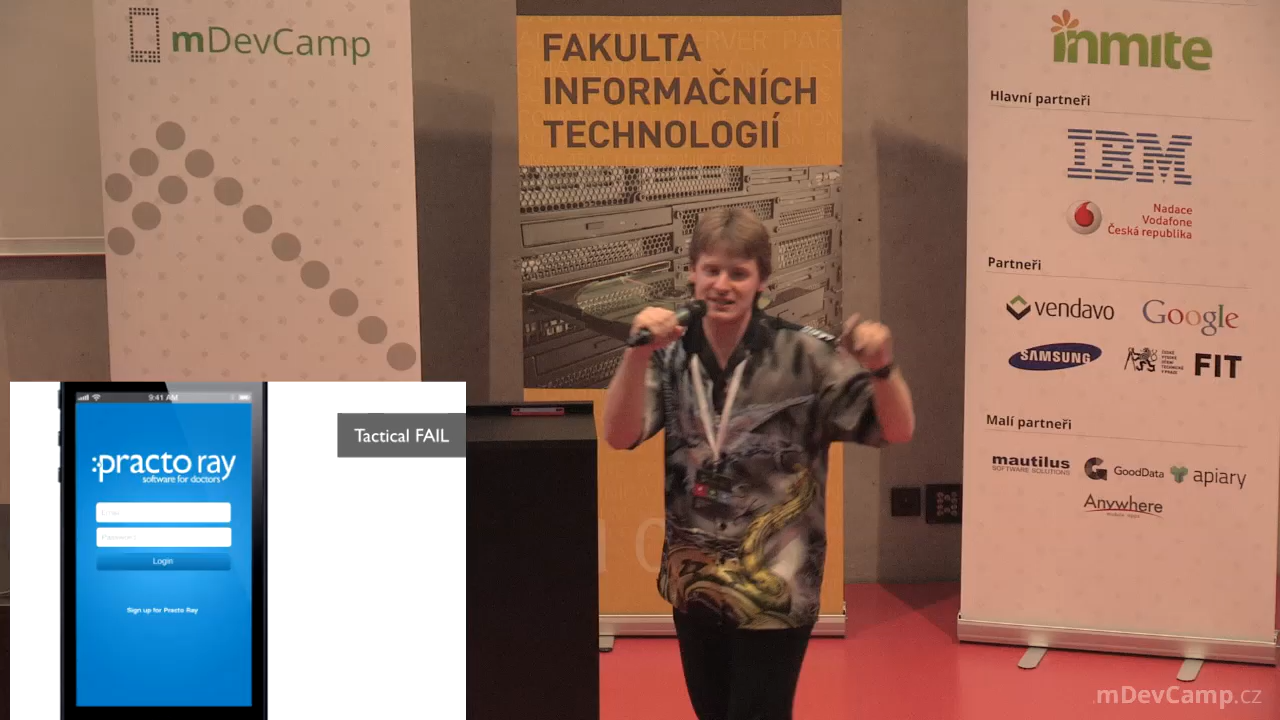 mDevCamp
FAKULTA
INFORMAČNÍCH
TECHNOLOGIÍ
inmite
Hlavní partneři
IBM
Nadace
Vodafone
Česká republika
Partneři
vendavo
Google
SAMSUNG
FIT
Malí partneři
mautilus
SOFTWARE SOLUTIONS
GoodData
apiary
Anywhere
9:41 AM
:practo ray
software for doctors
Login
Sign up for Practo Ray
Tactical FAIL
mDevCamp.cz